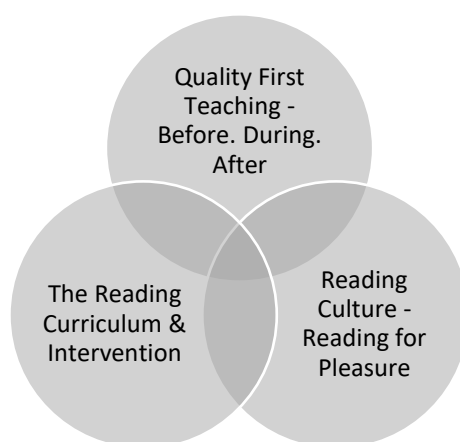 Quality First
Teaching -
Before. During.
After
The Reading
Curriculum &
Intervention
Reading
Culture -
Reading for
Pleasure